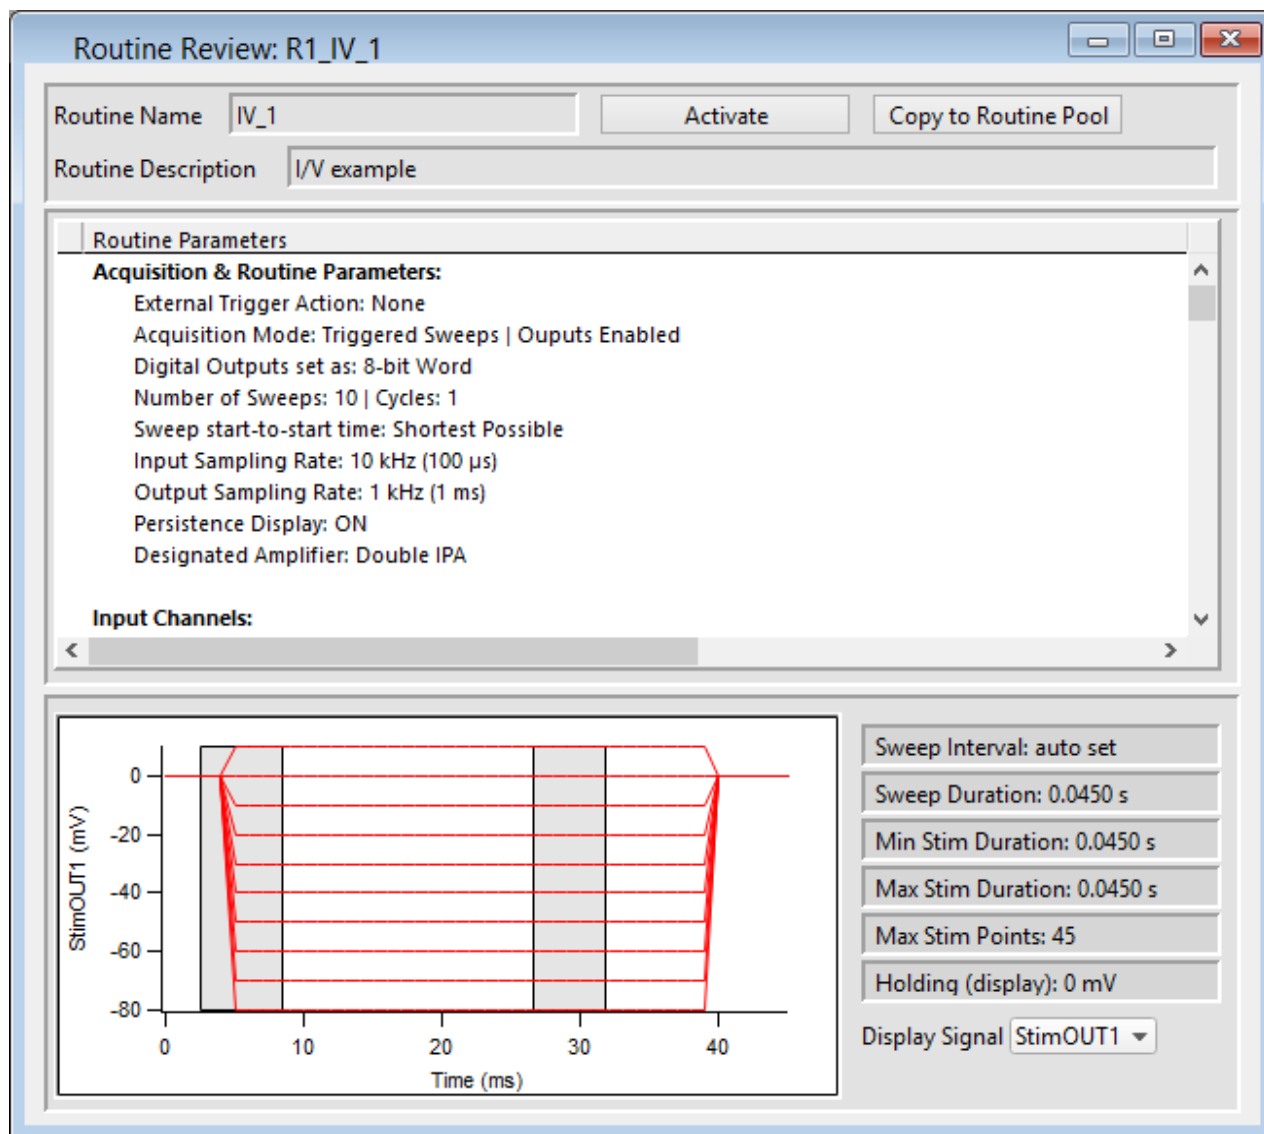 Routine Review: R1_IV_1
Routine Name IV_1 Activate Copy to Routine Pool
Routine Description I/V example
Routine Parameters
Acquisition & Routine Parameters:
External Trigger Action: None
Acquisition Mode: Triggered Sweeps | Ouputs Enabled
Digital Outputs set as: 8-bit Word
Number of Sweeps: 10 | Cycles: 1
Sweep start-to-start time: Shortest Possible
Input Sampling Rate: 10 kHz (100 µs)
Output Sampling Rate: 1 kHz (1 ms)
Persistence Display: ON
Designated Amplifier: Double IPA
Input Channels:
StimOUT1 (mV)
0
-20
-40
-60
-80
0 10 20 30 40
Time (ms)
Sweep Interval: auto set
Sweep Duration: 0.0450 s
Min Stim Duration: 0.0450 s
Max Stim Duration: 0.0450 s
Max Stim Points: 45
Holding (display): 0 mV
Display Signal StimOUT1